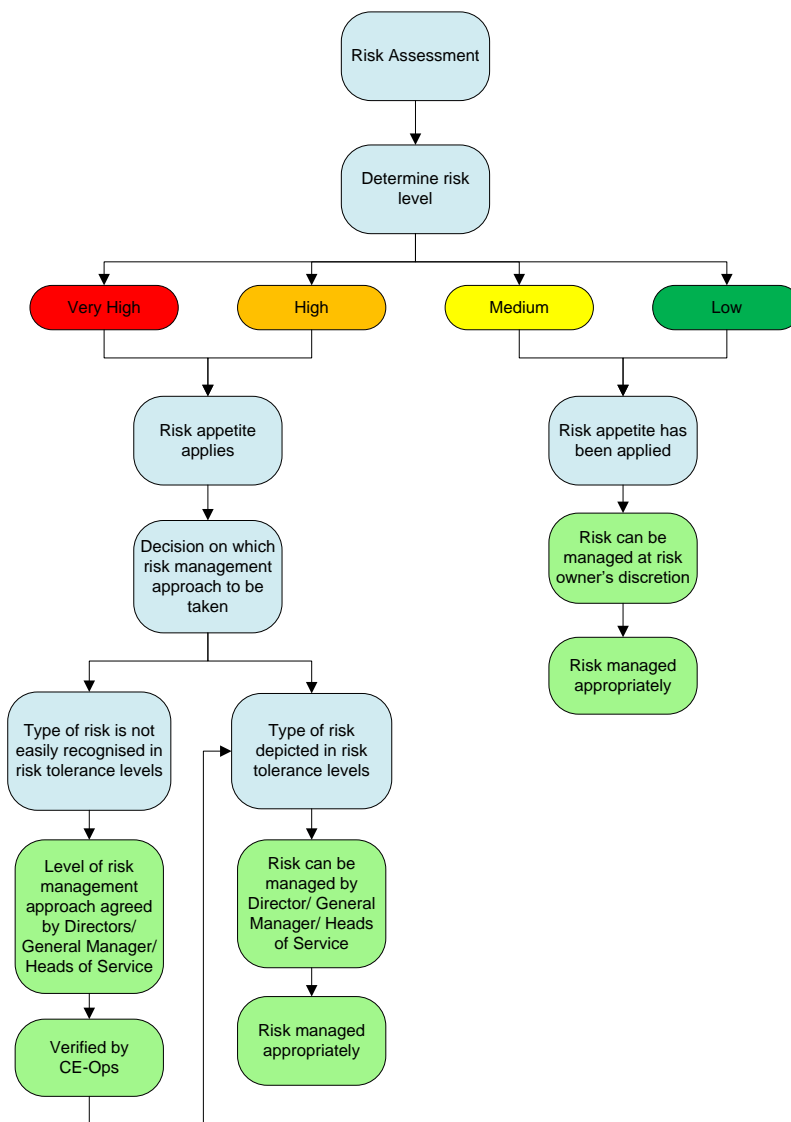 Risk Assessment
Determine risk
level
Very High
High
Medium
Low
Risk appetite
applies
Risk appetite has
been applied
Decision on which
risk management
approach to be
taken
Risk can be
managed at risk
owner's discretion
Risk managed
appropriately
Type of risk is not
easily recognised in
risk tolerance levels
Type of risk
depicted in risk
tolerance levels
Level of risk
management
approach agreed
by Directors/
General Manager/
Heads of Service
Risk can be
managed by
Director/ General
Manager/ Heads
of Service
Verified by
CE-Ops
Risk managed
appropriately